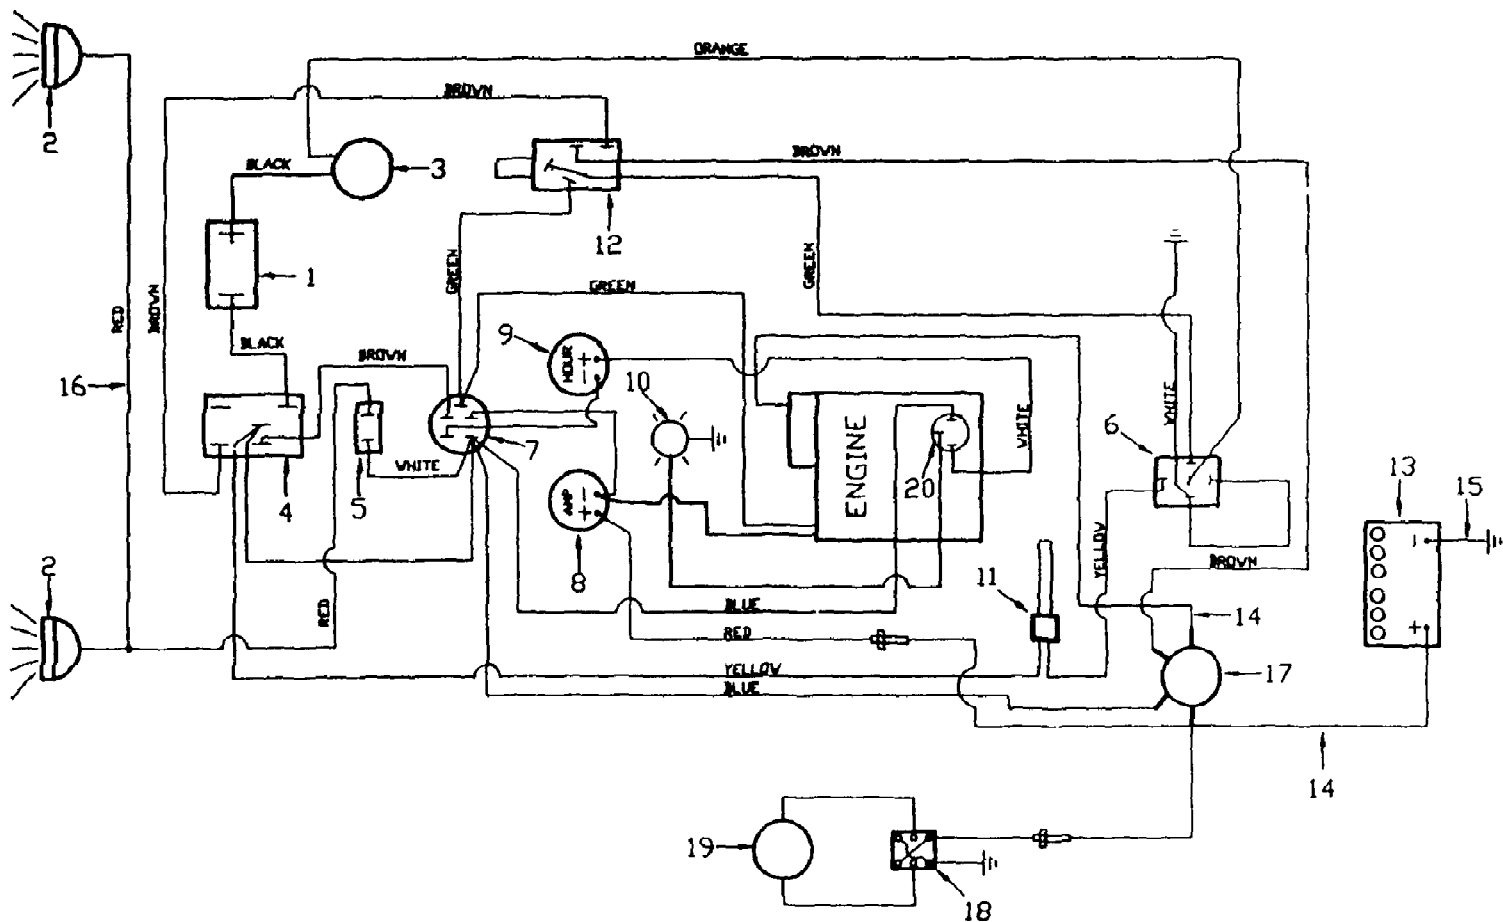 ORANGE
BROWN
2
BLACK
3
BROWN
12
1
GREEN
GREEN
GREEN
RED
BROWN
BLACK
BROWN
9
HOUR
+
-
10
16
WHITE
WHITE
6
7
ENGINE
20
WHITE
4
5
AMP
-
+
8
13
15
YELLOW
BROWN
2
RED
11
BLUE
14
RED
+
YELLOW
BLUE
17
14
19
18